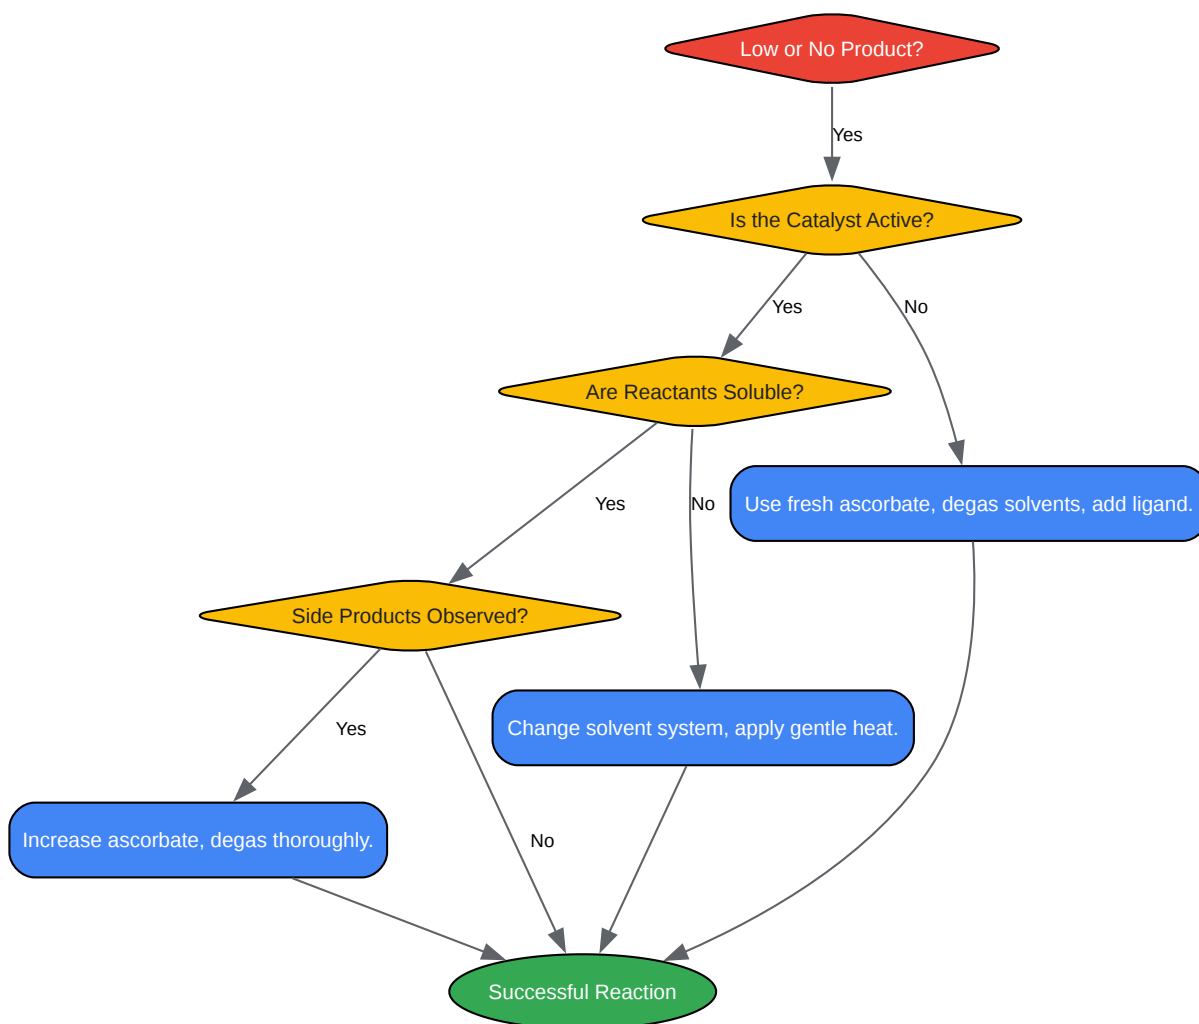 Low or No Product?
Yes
Is the Catalyst Active?
Yes
No
Are Reactants Soluble?
Yes
No
Use fresh ascorbate, degas solvents, add ligand.
Side Products Observed?
Yes
Change solvent system, apply gentle heat.
Increase ascorbate, degas thoroughly.
No
Successful Reaction